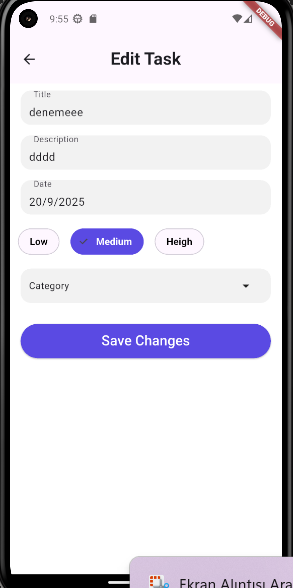 9:55
DEBUG
Edit Task
Title
denemeee
Description
dddd
Date
20/9/2025
Low Medium Heigh
Category
Save Changes
Ekran Alıntısı Ara